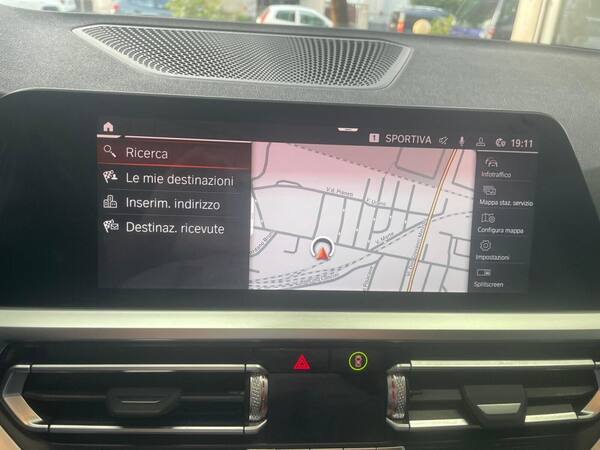 1 SPORTIVA 19:11
Ricerca
Le mie destinazioni
Inserim. indirizzo
Destinaz. ricevute
Infotraffico
Mappa staz. servizio
Configura mappa
Impostazioni
Splitscreen